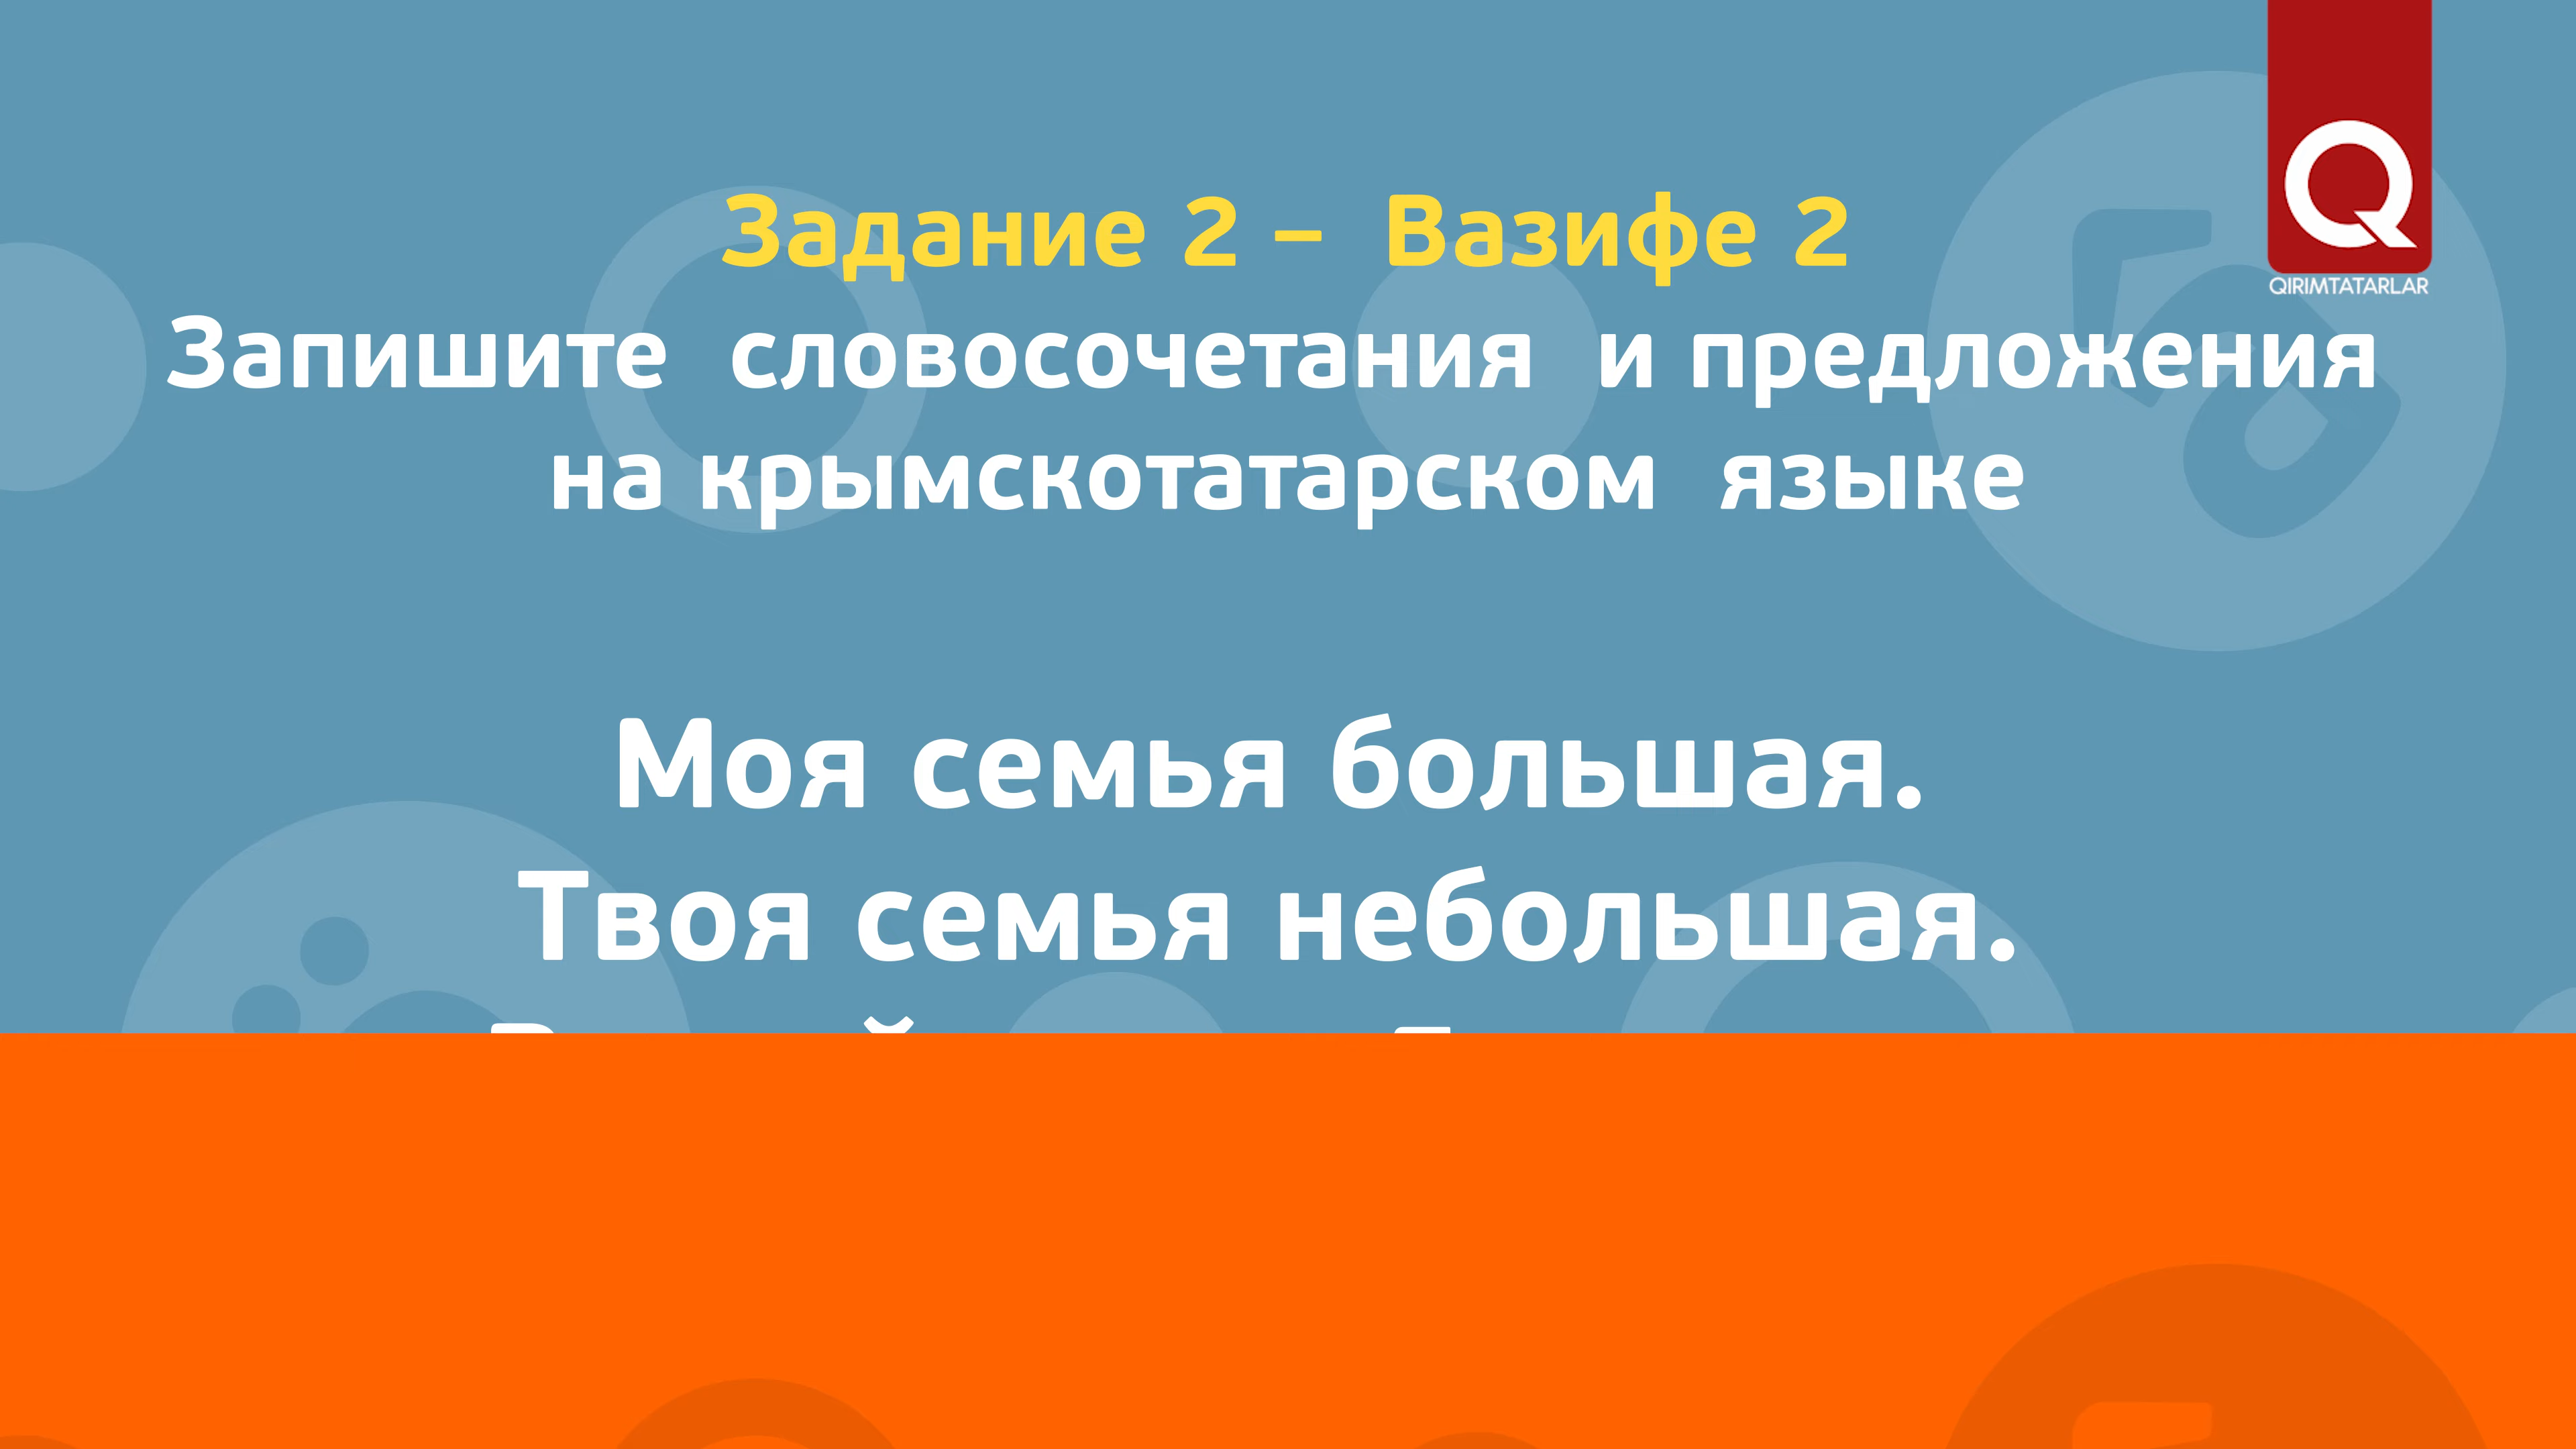 QIRIMTATARLAR
Задание 2 – Вазифе 2
Запишите словосочетания и предложения
на крымскотатарском языке
Моя семья большая.
Твоя семья небольшая.